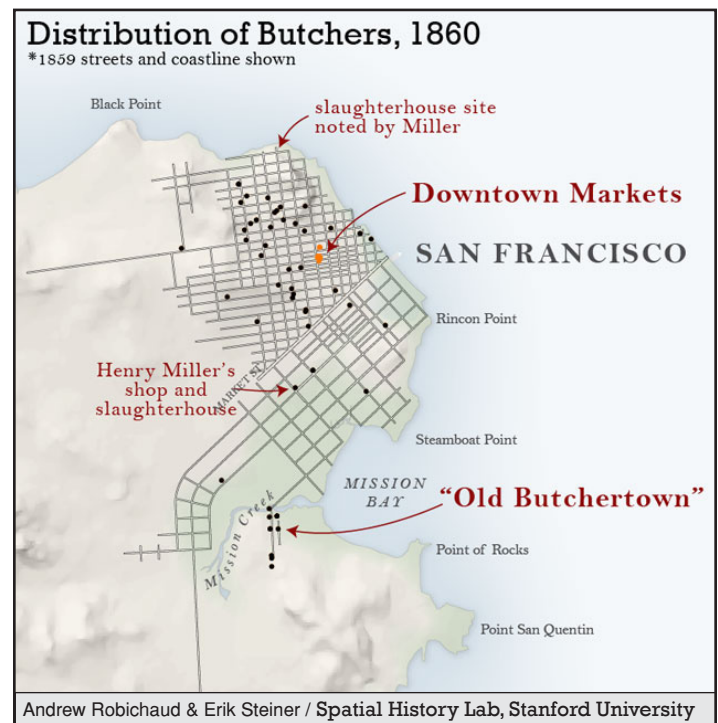 Distribution of Butchers, 1860
*1859 streets and coastline shown
Black Point
slaughterhouse site
noted by Miller
Downtown Markets
SAN FRANCISCO
Rincon Point
Henry Miller's
shop and
slaughterhouse
MARKET ST.
Steamboat Point
MISSION
BAY
"Old Butchertown"
Mission Creek
Point of Rocks
Point San Quentin
Andrew Robichaud & Erik Steiner / Spatial History Lab, Stanford University